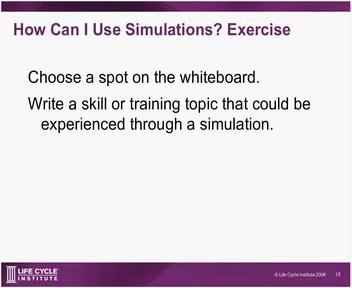 How Can I Use Simulations? Exercise
Choose a spot on the whiteboard.
Write a skill or training topic that could be
experienced through a simulation.
LIFE CYCLE
INSTITUTE
© Life Cycle Institute 2008
15